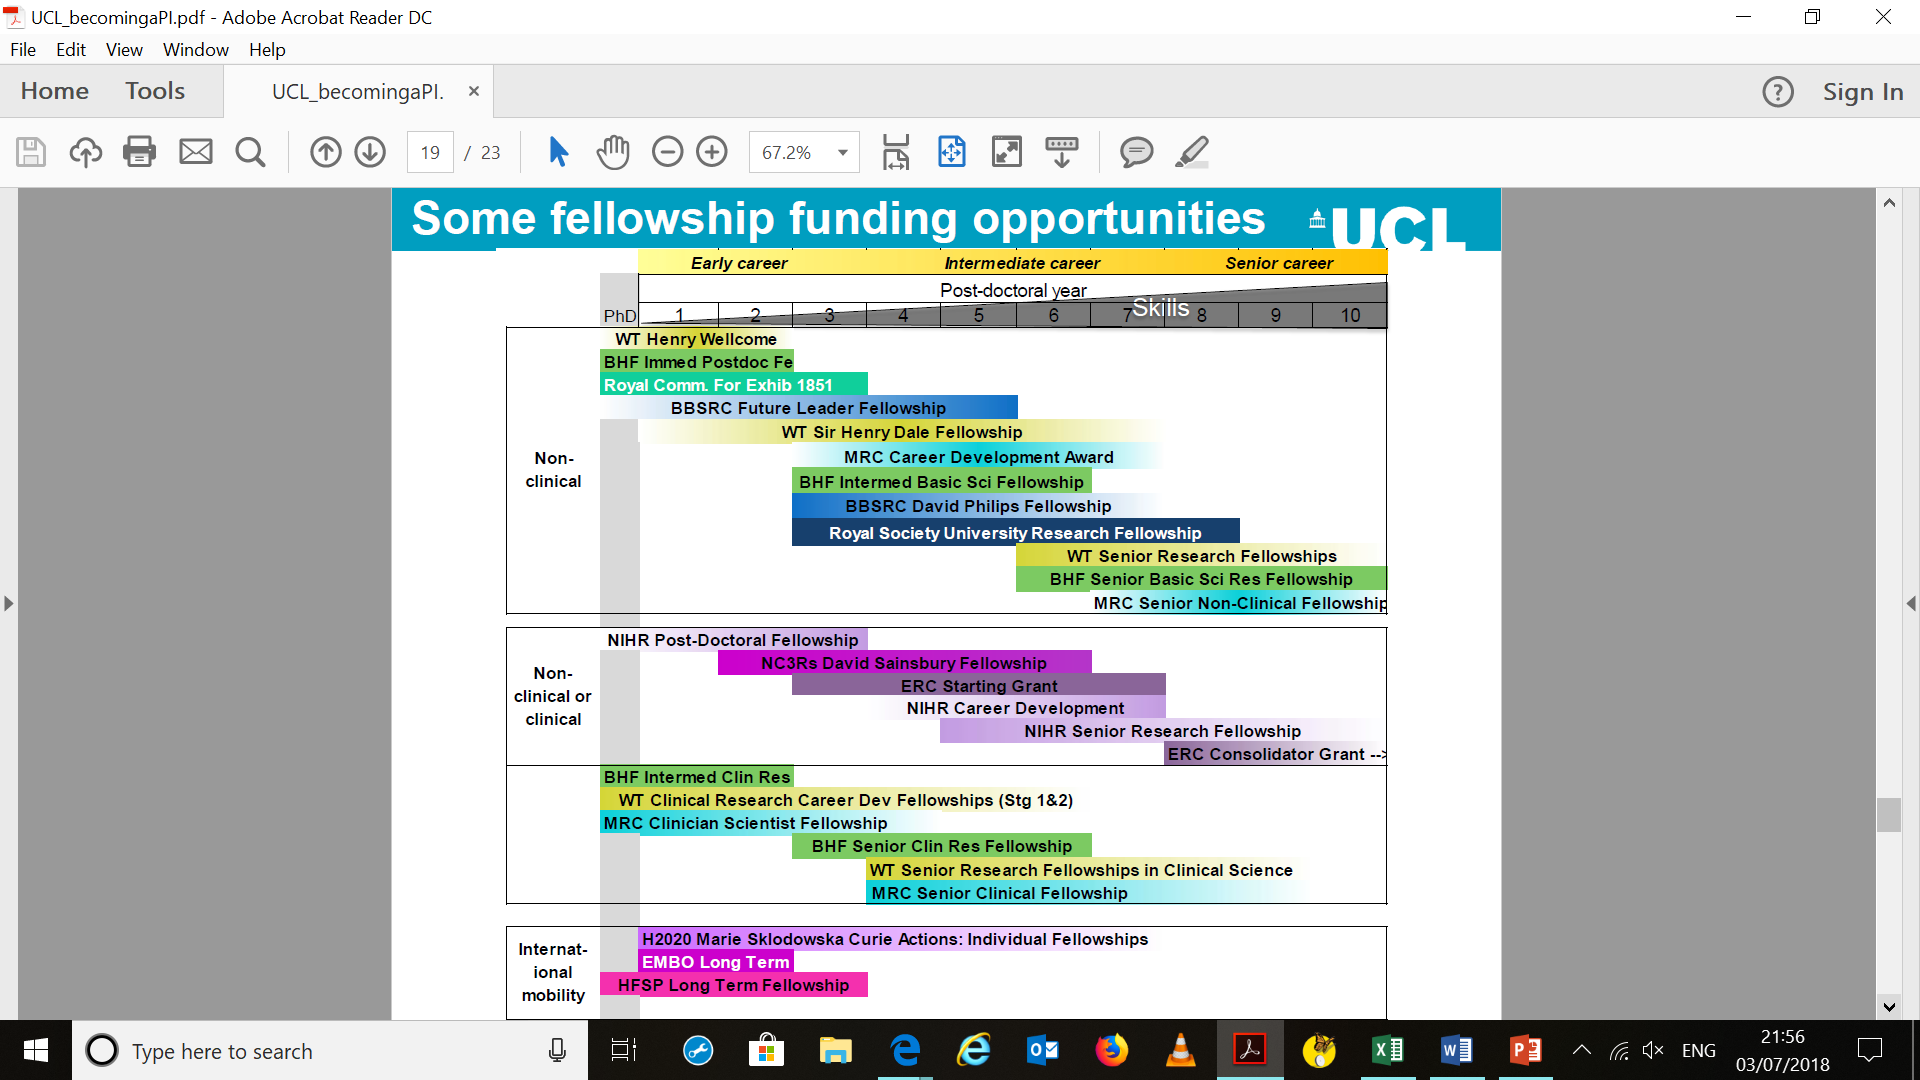 UCL_becomingaPI.pdf - Adobe Acrobat Reader DC
File Edit View Window Help
Home Tools UCL_becomingaPI. × ? Sign In
19 / 23 67.2%
Some fellowship funding opportunities UCL
Early career Intermediate career Senior career
Post-doctoral year
Skills
PhD 1 2 3 4 5 6 7 8 9 10
Non-
clinical
WT Henry Wellcome
BHF Immed Postdoc Fe
Royal Comm. For Exhib 1851
BBSRC Future Leader Fellowship
WT Sir Henry Dale Fellowship
MRC Career Development Award
BHF Intermed Basic Sci Fellowship
BBSRC David Philips Fellowship
Royal Society University Research Fellowship
WT Senior Research Fellowships
BHF Senior Basic Sci Res Fellowship
MRC Senior Non-Clinical Fellowship
Non-
clinical or
clinical
NIHR Post-Doctoral Fellowship
NC3Rs David Sainsbury Fellowship
ERC Starting Grant
NIHR Career Development
NIHR Senior Research Fellowship
ERC Consolidator Grant -->
BHF Intermed Clin Res
WT Clinical Research Career Dev Fellowships (Stg 1&2)
MRC Clinician Scientist Fellowship
BHF Senior Clin Res Fellowship
WT Senior Research Fellowships in Clinical Science
MRC Senior Clinical Fellowship
Internat-
ional
mobility
H2020 Marie Sklodowska Curie Actions: Individual Fellowships
EMBO Long Term
HFSP Long Term Fellowship
Type here to search
ENG
21:56
03/07/2018